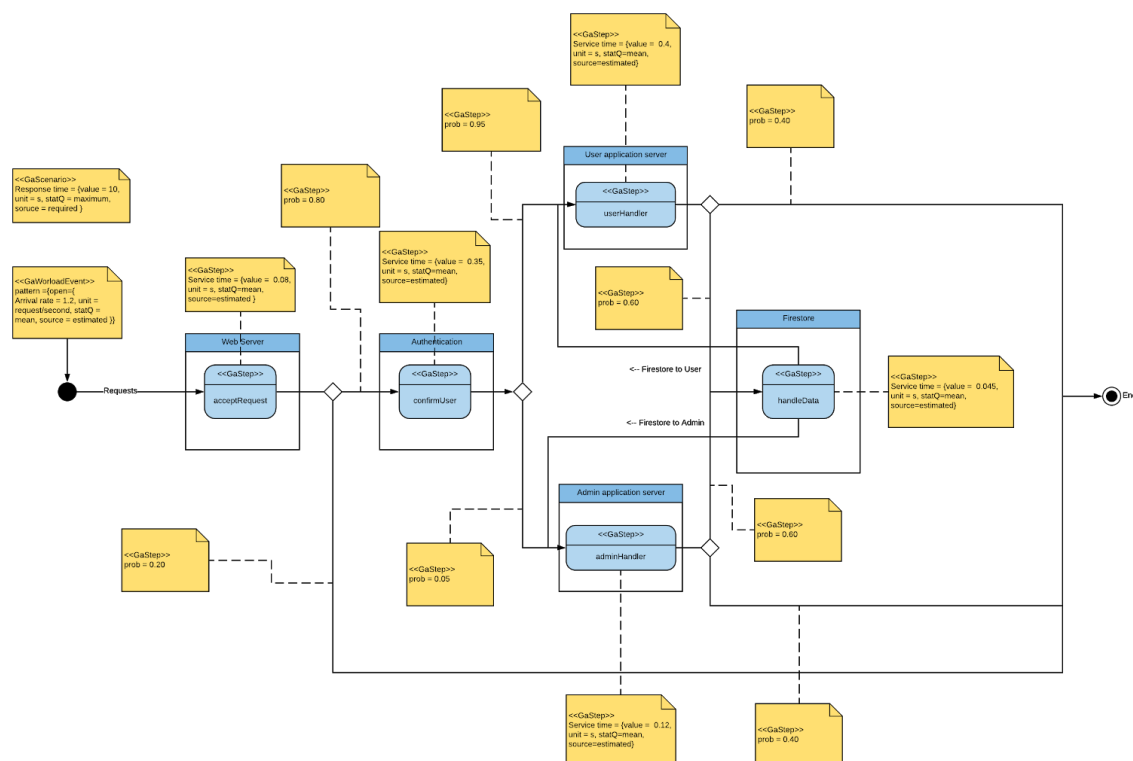 <<GaStep>>
Service time = {value =  0.4,
unit = s, statQ=mean,
source=estimated}
<<GaStep>>
prob = 0.95
<<GaStep>>
prob = 0.40
User application server
<<GaStep>>
userHandler
<<GaScenario>>
Response time = {value = 10,
unit = s, statQ = maximum,
soruce = required }
<<GaStep>>
prob = 0.80
<<GaStep>>
Service time = {value =  0.35,
unit = s, statQ=mean,
source=estimated}
<<GaWorloadEvent>>
pattern ={open={
Arrival rate = 1.2, unit =
request/second, statQ =
mean, source = estimated }}
<<GaStep>>
Service time = {value =  0.08,
unit = s, statQ=mean,
source=estimated }
<<GaStep>>
prob = 0.60
Web Server
<<GaStep>>
acceptRequest
Authentication
<<GaStep>>
confirmUser
Firestore
<<GaStep>>
handleData
Requests
<-- Firestore to User
<-- Firestore to Admin
<<GaStep>>
Service time = {value =  0.045,
unit = s, statQ=mean,
source=estimated}
En
Admin application server
<<GaStep>>
adminHandler
<<GaStep>>
prob = 0.60
<<GaStep>>
prob = 0.20
<<GaStep>>
prob = 0.05
<<GaStep>>
Service time = {value =  0.12,
unit = s, statQ=mean,
source=estimated}
<<GaStep>>
prob = 0.40